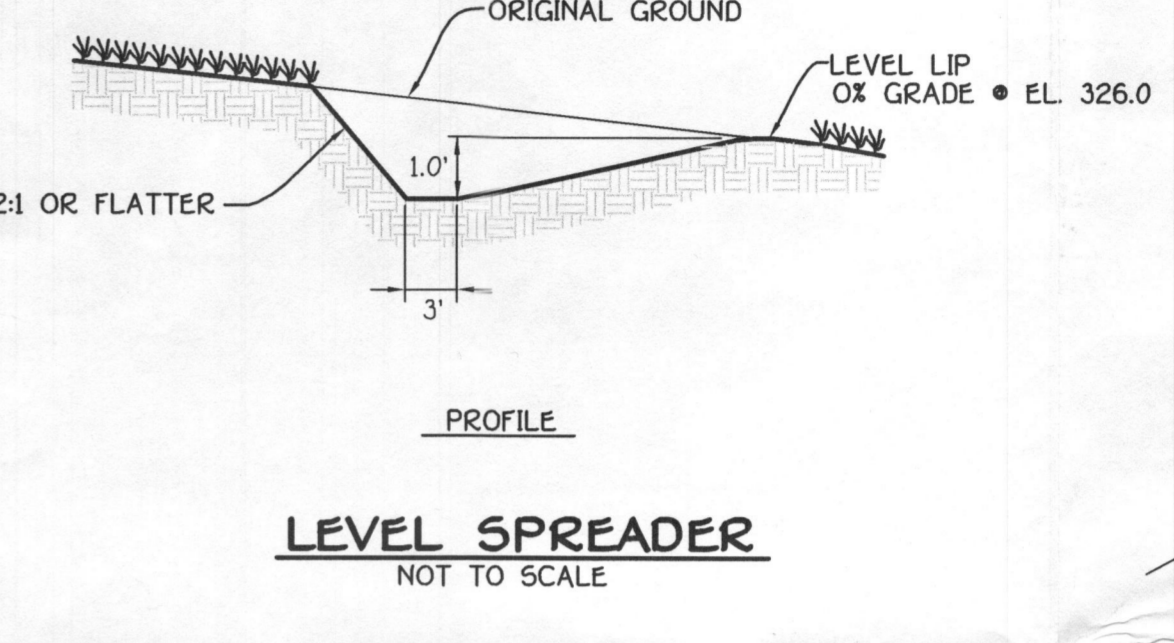 ORIGINAL GROUND
LEVEL LIP
0% GRADE @ EL. 326.0
1.0'
2:1 OR FLATTER
3'
PROFILE
LEVEL SPREADER
NOT TO SCALE